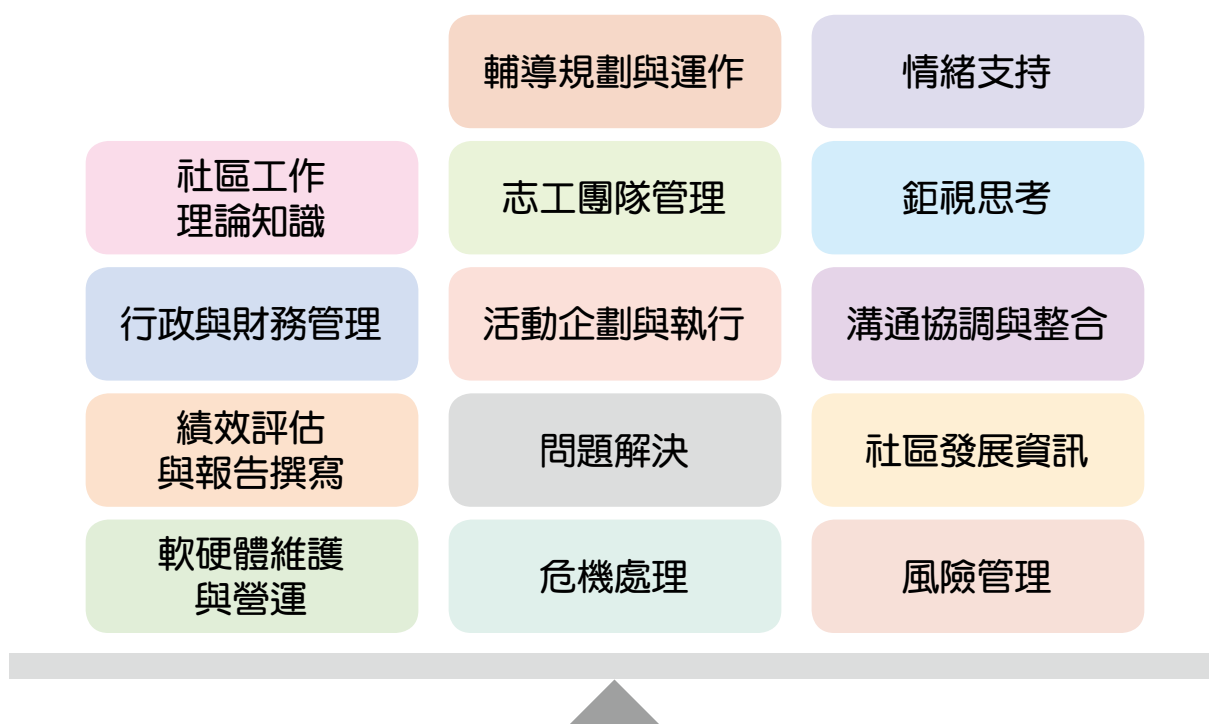 輔導規劃與運作
情緒支持
社區工作
理論知識
志工團隊管理
鉅視思考
行政與財務管理
活動企劃與執行
溝通協調與整合
績效評估
與報告撰寫
問題解決
社區發展資訊
軟硬體維護
與營運
危機處理
風險管理